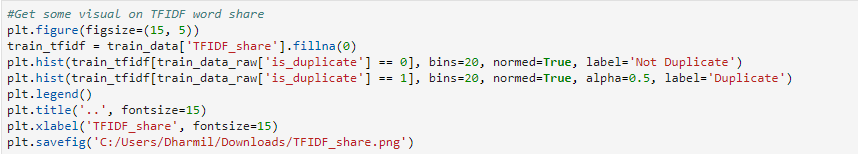 #Get some visual on TFIDF word share
plt.figure(figsize=(15, 5))
train_tfidf = train_data['TFIDF_share'].fillna(0)
plt.hist(train_tfidf[train_data_raw['is_duplicate'] == 0], bins=20, normed=True, label='Not Duplicate')
plt.hist(train_tfidf[train_data_raw['is_duplicate'] == 1], bins=20, normed=True, alpha=0.5, label='Duplicate')
plt.legend()
plt.title('..', fontsize=15)
plt.xlabel('TFIDF_share', fontsize=15)
plt.savefig('C:/Users/Dharmil/Downloads/TFIDF_share.png')